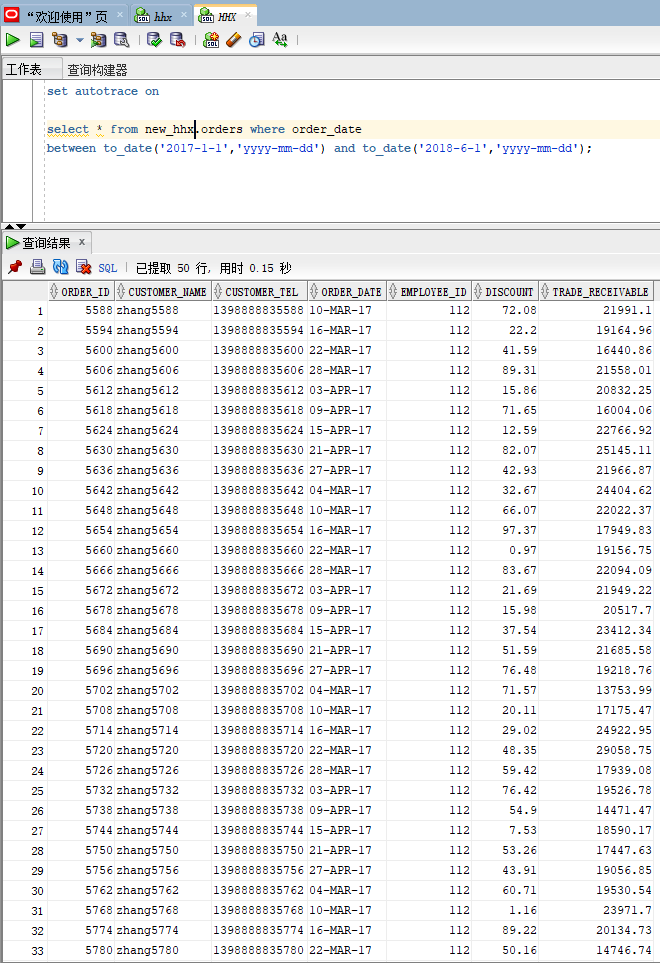 “欢迎使用”页 × hhx × HHX ×
工作表 查询构建器
set autotrace on
select * from new_hhx.orders where order_date
between to_date('2017-1-1','yyyy-mm-dd') and to_date('2018-6-1','yyyy-mm-dd');
查询结果 ×
SQL | 已提取 50 行, 用时 0.15 秒
ORDER_ID CUSTOMER_NAME CUSTOMER_TEL ORDER_DATE EMPLOYEE_ID DISCOUNT TRADE_RECEIVABLE
1 5588 zhang5588 1398888835588 10-MAR-17 112 72.08 21991.1
2 5594 zhang5594 1398888835594 16-MAR-17 112 22.2 19164.96
3 5600 zhang5600 1398888835600 22-MAR-17 112 41.59 16440.86
4 5606 zhang5606 1398888835606 28-MAR-17 112 89.31 21558.01
5 5612 zhang5612 1398888835612 03-APR-17 112 15.86 20832.25
6 5618 zhang5618 1398888835618 09-APR-17 112 71.65 16004.06
7 5624 zhang5624 1398888835624 15-APR-17 112 12.59 22766.92
8 5630 zhang5630 1398888835630 21-APR-17 112 82.07 25145.11
9 5636 zhang5636 1398888835636 27-APR-17 112 42.93 21966.87
10 5642 zhang5642 1398888835642 04-MAR-17 112 32.67 24404.62
11 5648 zhang5648 1398888835648 10-MAR-17 112 66.07 22022.37
12 5654 zhang5654 1398888835654 16-MAR-17 112 97.37 17949.83
13 5660 zhang5660 1398888835660 22-MAR-17 112 0.97 19156.75
14 5666 zhang5666 1398888835666 28-MAR-17 112 83.67 22094.09
15 5672 zhang5672 1398888835672 03-APR-17 112 21.69 21949.22
16 5678 zhang5678 1398888835678 09-APR-17 112 15.98 20517.7
17 5684 zhang5684 1398888835684 15-APR-17 112 37.54 23412.34
18 5690 zhang5690 1398888835690 21-APR-17 112 51.59 21685.58
19 5696 zhang5696 1398888835696 27-APR-17 112 76.48 19218.76
20 5702 zhang5702 1398888835702 04-MAR-17 112 71.57 13753.99
21 5708 zhang5708 1398888835708 10-MAR-17 112 20.11 17175.47
22 5714 zhang5714 1398888835714 16-MAR-17 112 29.02 24922.95
23 5720 zhang5720 1398888835720 22-MAR-17 112 48.35 29058.75
24 5726 zhang5726 1398888835726 28-MAR-17 112 59.42 17939.08
25 5732 zhang5732 1398888835732 03-APR-17 112 76.42 19526.78
26 5738 zhang5738 1398888835738 09-APR-17 112 54.9 14471.47
27 5744 zhang5744 1398888835744 15-APR-17 112 7.53 18590.17
28 5750 zhang5750 1398888835750 21-APR-17 112 53.26 17447.63
29 5756 zhang5756 1398888835756 27-APR-17 112 43.91 19056.85
30 5762 zhang5762 1398888835762 04-MAR-17 112 60.71 19530.54
31 5768 zhang5768 1398888835768 10-MAR-17 112 1.16 23971.7
32 5774 zhang5774 1398888835774 16-MAR-17 112 89.22 20134.73
33 5780 zhang5780 1398888835780 22-MAR-17 112 50.16 14746.74